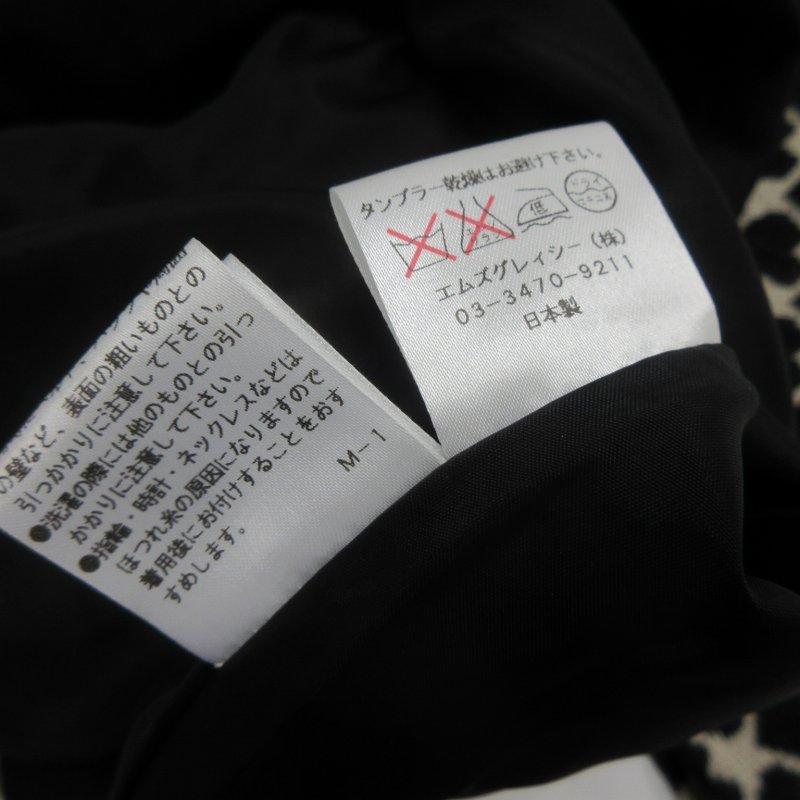 の壁など、表面の粗いものとの
引っかかりに注意して下さい。
●洗濯の際には他のものとの引っ
かかりに注意して下さい。
●指輪・時計・ネックレスなどは
ほつれ糸の原因になりますので
着用後にお付けすることをおす
すめします。
M-1
タンブラー乾燥はお避け下さい。
低
ドライ
エムズグレイシー(株)
03-3470-9211
日本製